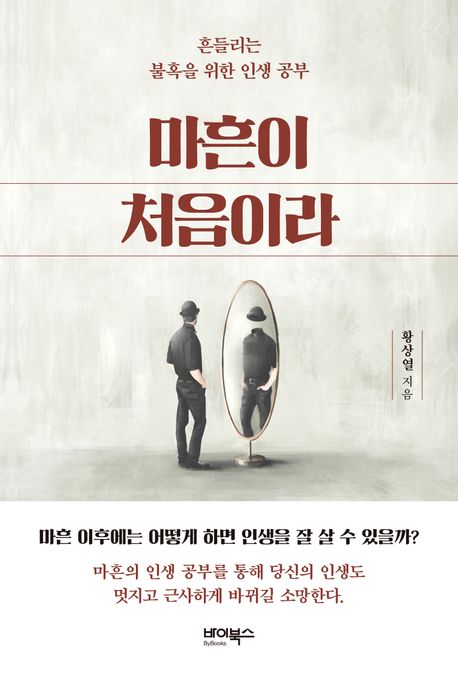 흔들리는
불혹을 위한 인생 공부
마흔이
처음이라
황상열 지음
마흔 이후에는 어떻게 하면 인생을 잘 살 수 있을까?
마흔의 인생 공부를 통해 당신의 인생도
멋지고 근사하게 바뀌길 소망한다.
바이북스
ByBooks